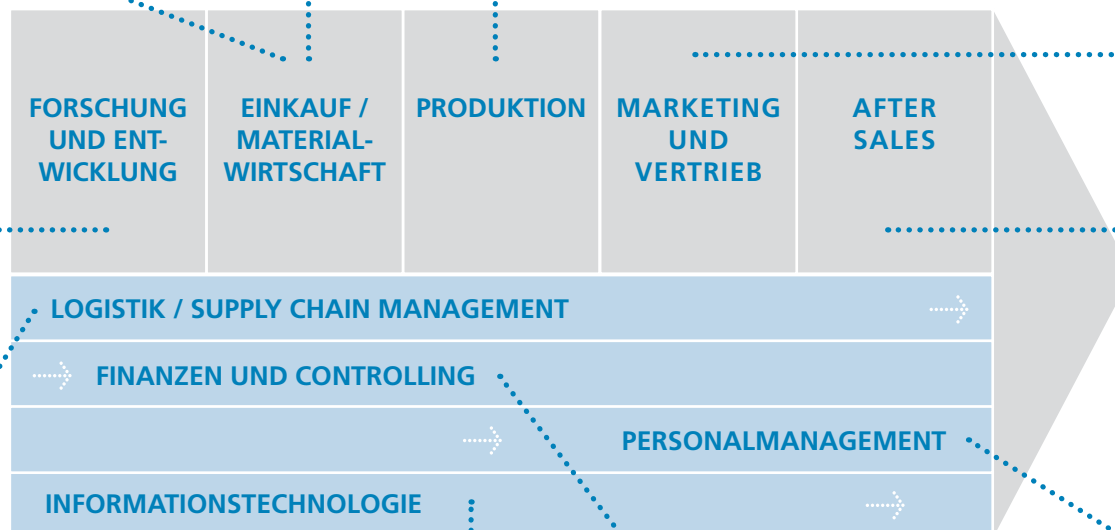 FORSCHUNG
UND ENT-
WICKLUNG
EINKAUF /
MATERIAL-
WIRTSCHAFT
PRODUKTION
MARKETING
UND
VERTRIEB
AFTER
SALES
LOGISTIK / SUPPLY CHAIN MANAGEMENT
FINANZEN UND CONTROLLING
PERSONALMANAGEMENT
INFORMATIONSTECHNOLOGIE